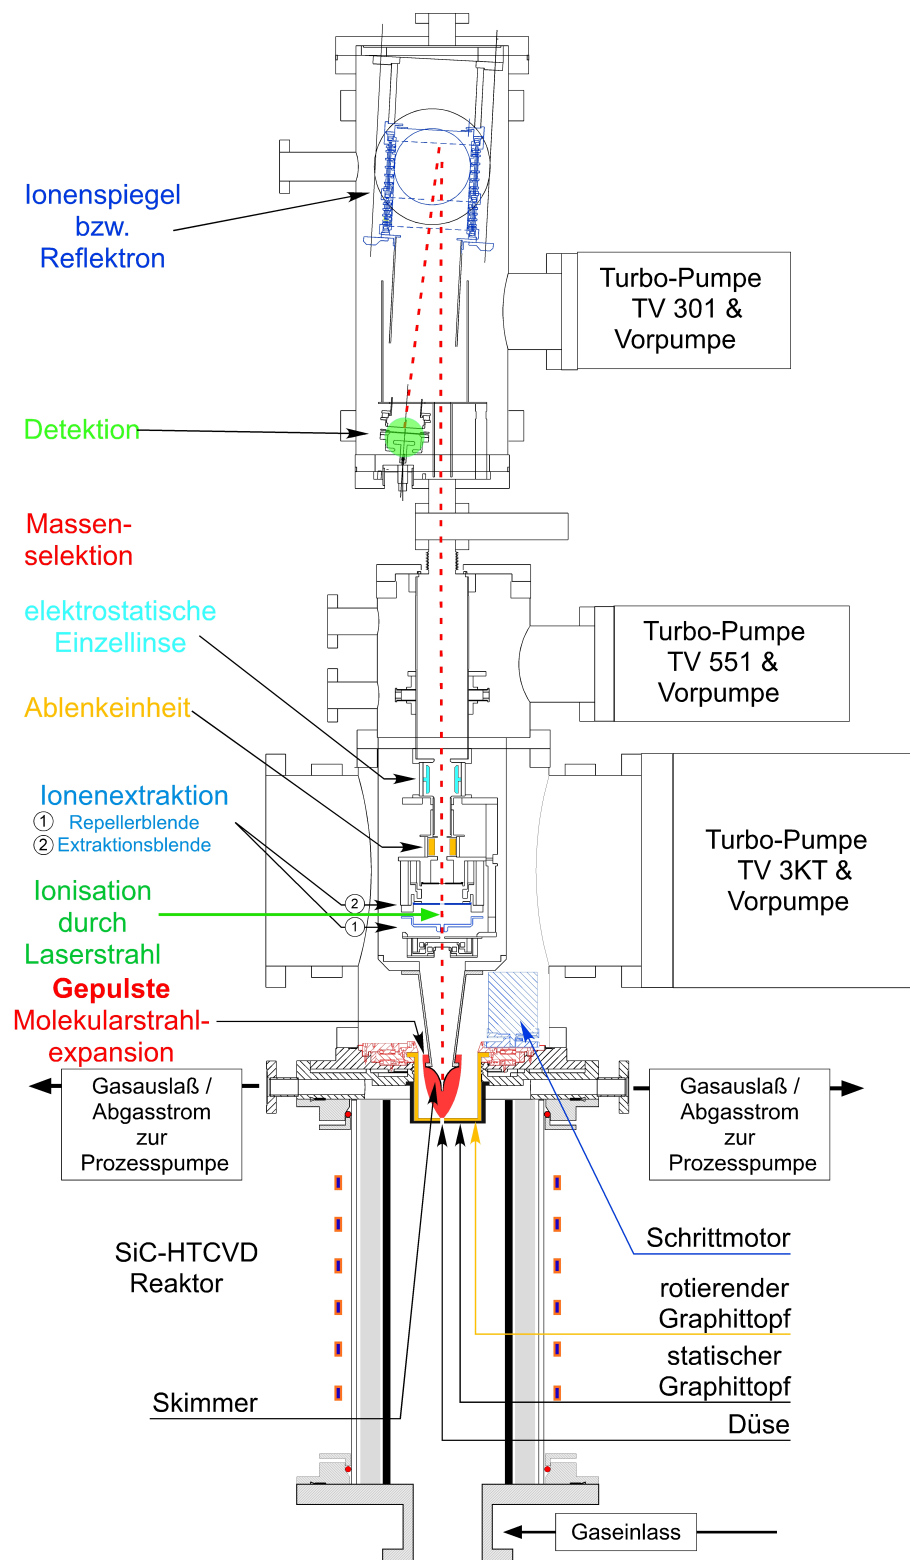 Ionenspiegel
bzw.
Reflektron
Turbo-Pumpe
TV 301 &
Vorpumpe
Detektion
Massen-
selektion
elektrostatische
Einzellinse
Turbo-Pumpe
TV 551 &
Vorpumpe
Ablenkeinheit
Ionenextraktion
1 Repellerblende
2 Extraktionsblende
Turbo-Pumpe
TV 3KT &
Vorpumpe
2
1
Ionisation
durch
Laserstrahl
Gepulste
Molekularstrahl-
expansion
Gasauslaß /
Abgasstrom
zur
Prozesspumpe
Gasauslaß /
Abgasstrom
zur
Prozesspumpe
SiC-HTCVD
Reaktor
Schrittmotor
rotierender
Graphittopf
statischer
Graphittopf
Skimmer
Düse
Gaseinlass